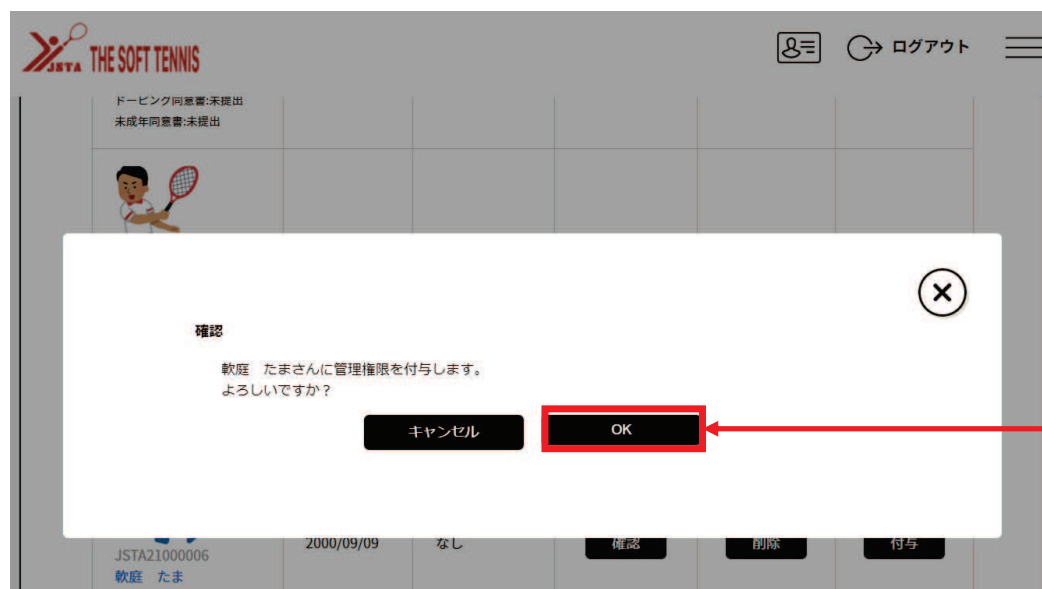 JSTA THE SOFT TENNIS
ログアウト
ドーピング同意書:未提出
未成年同意書:未提出
確認
軟庭　たまさんに管理権限を付与します。
よろしいですか？
キャンセル
OK
JSTA21000006
軟庭　たま
2000/09/09
なし
確認
削除
付与